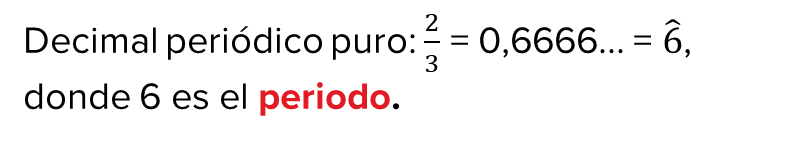 Decimal periódico puro: 2/3 = 0,6666... = 6̂,
donde 6 es el periodo.